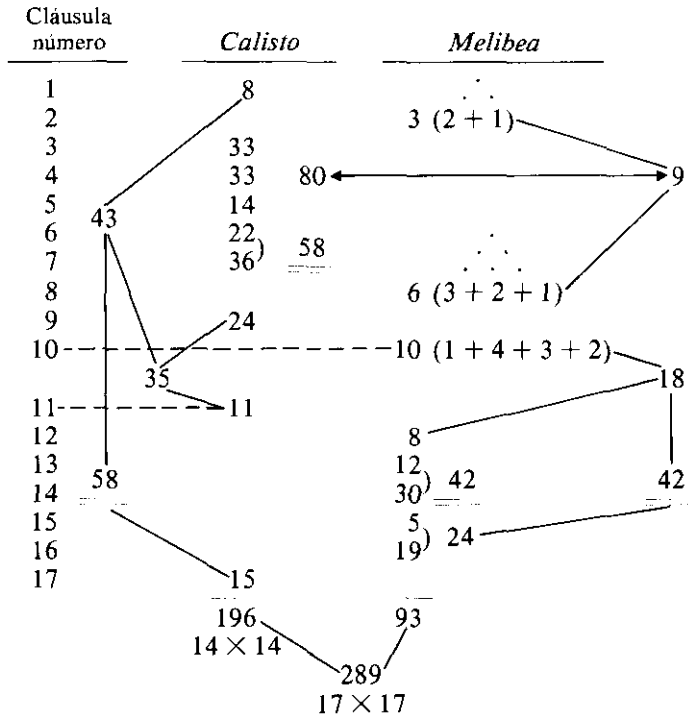 Cláusula
número Calisto Melibea
1 8
2 3 (2 + 1)
3 33
4 33 80 9
5 14
43
6 22
7 36) 58
8 6 (3 + 2 + 1)
9 24
10 10 (1 + 4 + 3 + 2)
35 18
11 11
12 8
13 12
58 ) 42 42
14 30
15 5
16 19) 24
17 15
196 93
14 × 14
289
17 × 17